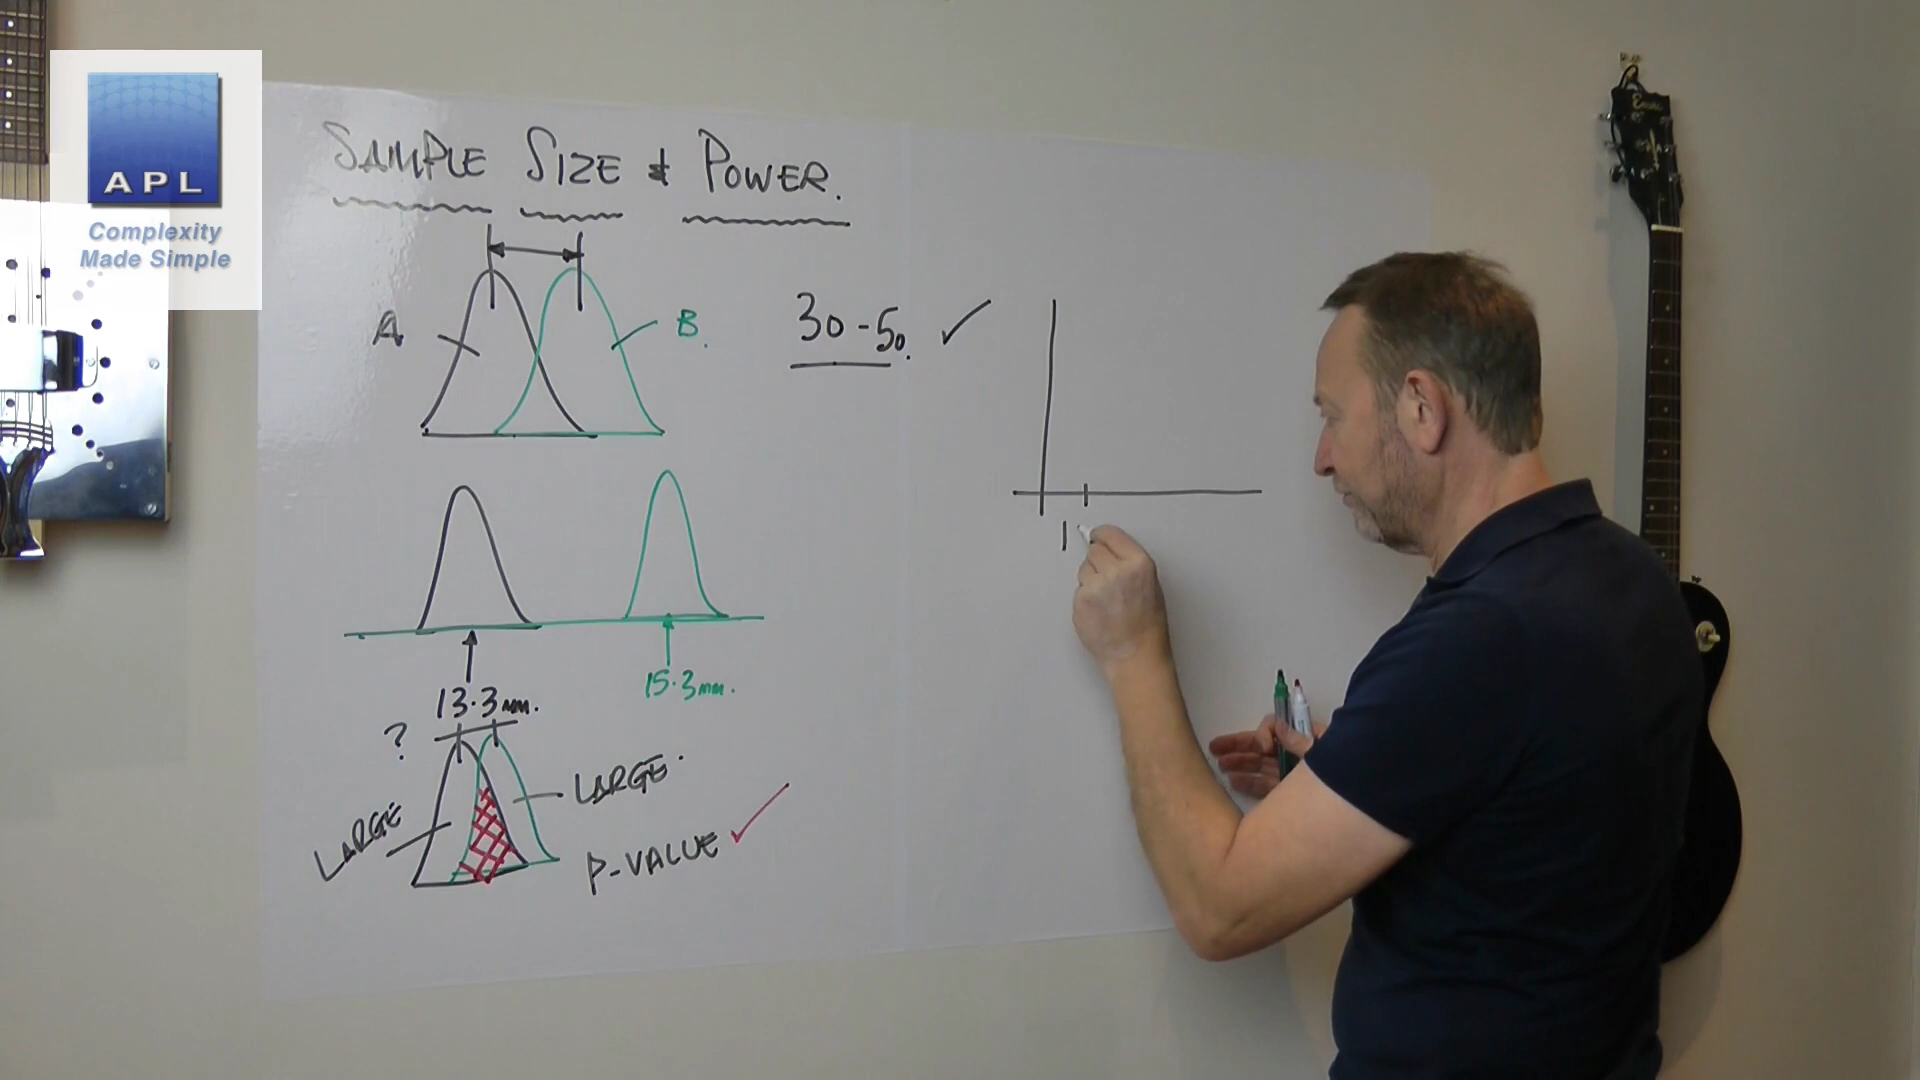 APL
Complexity
Made Simple
SAMPLE SIZE & POWER.
A
B.
30-50.
13.3mm.
15.3mm.
?
LARGE
LARGE.
P-VALUE
1